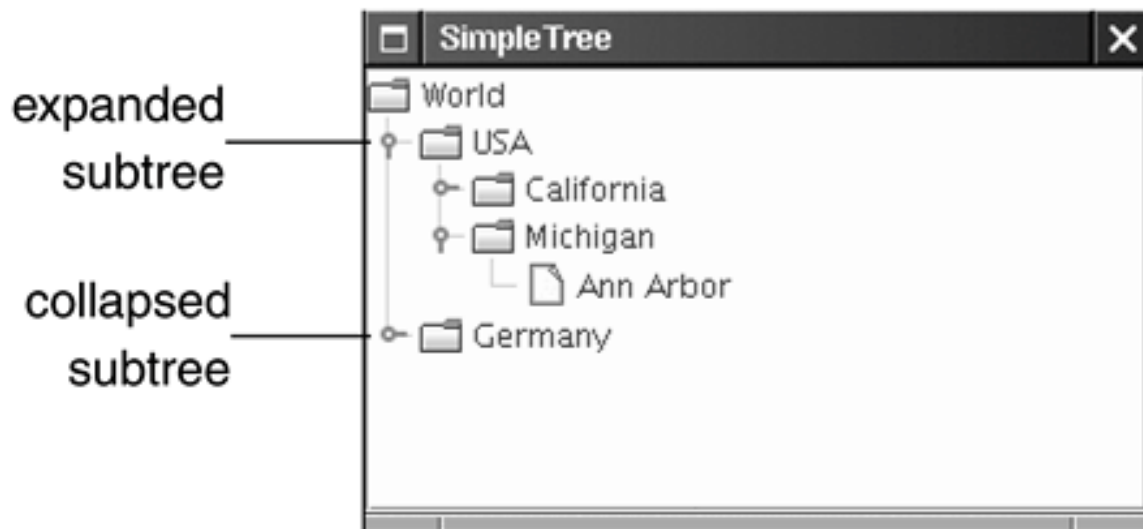 SimpleTree
World
expanded
subtree
USA
California
Michigan
Ann Arbor
collapsed
subtree
Germany